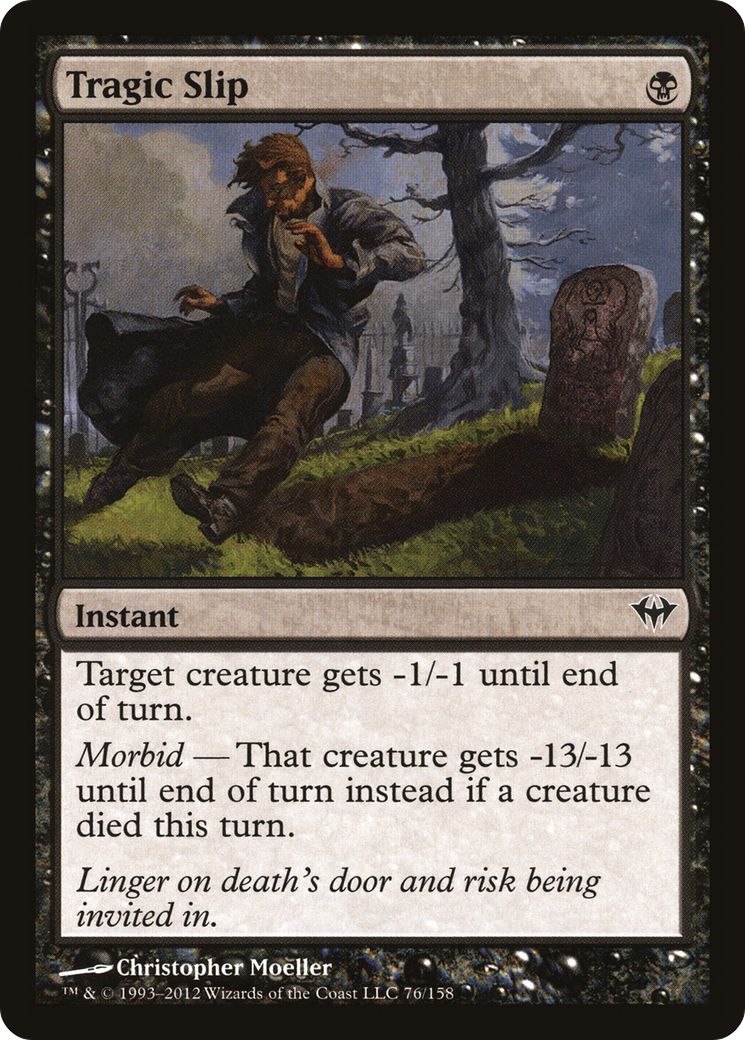 Tragic Slip
Instant
Target creature gets -1/-1 until end
of turn.
Morbid — That creature gets -13/-13
until end of turn instead if a creature
died this turn.
Linger on death's door and risk being
invited in.
Christopher Moeller
™ & © 1993–2012 Wizards of the Coast LLC 76/158